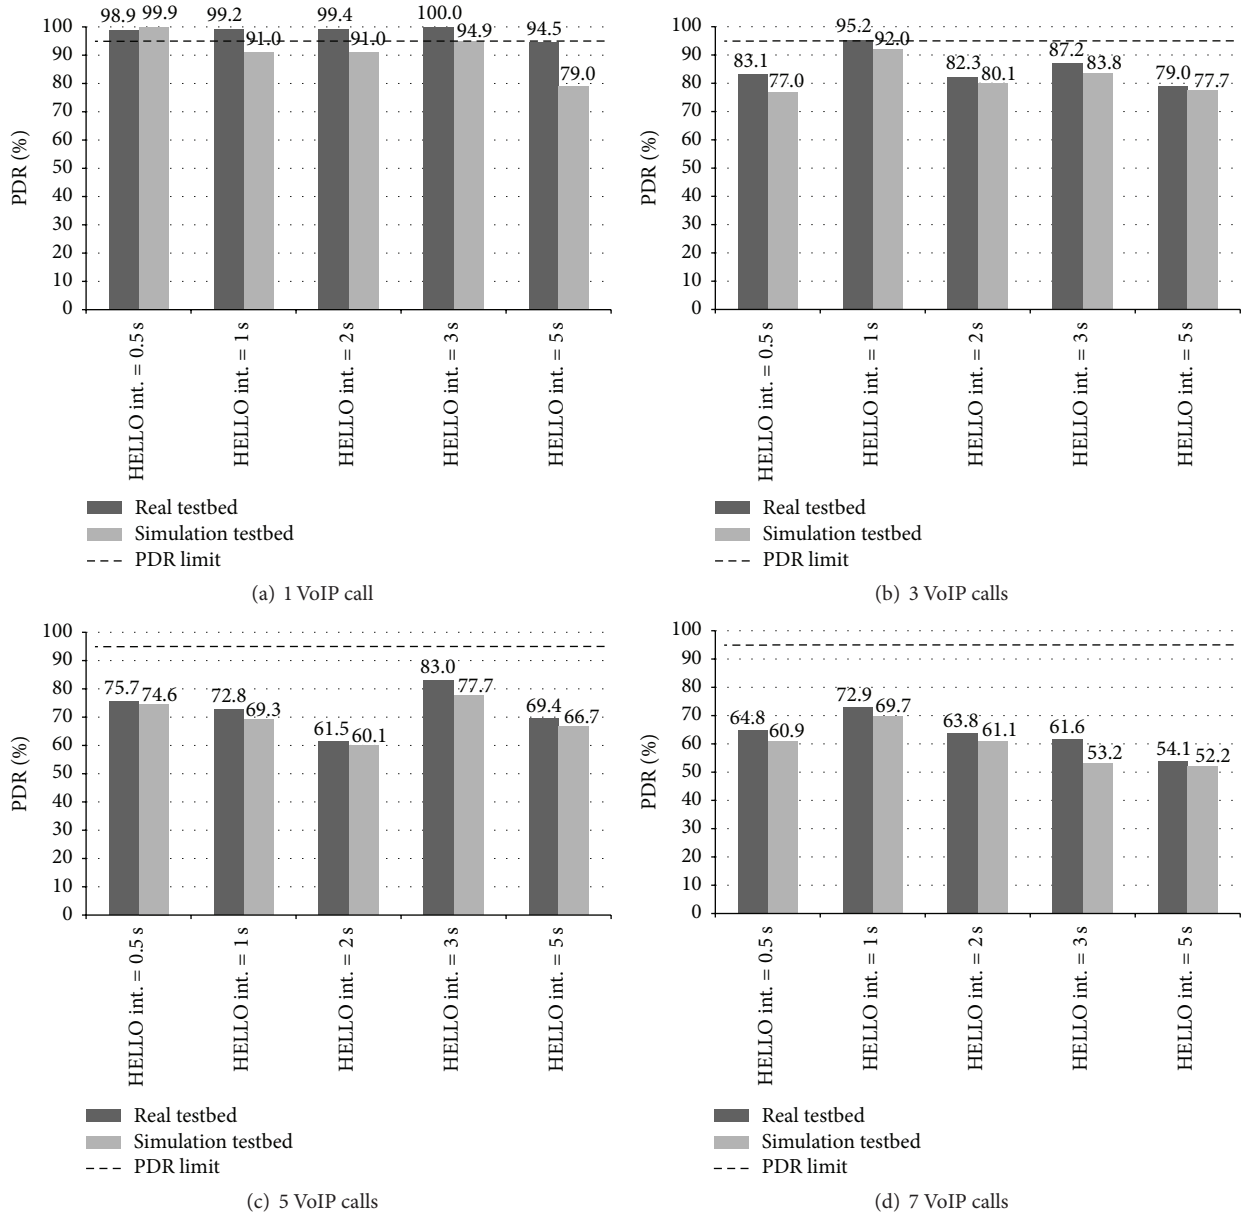 98.9 99.9 99.2 91.0 99.4 91.0 100.0 94.9 94.5 79.0
100
90
80
70
60
50
40
30
20
10
0
PDR (%)
HELLO int. = 0.5 s
HELLO int. = 1 s
HELLO int. = 2 s
HELLO int. = 3 s
HELLO int. = 5 s
Real testbed
Simulation testbed
PDR limit
(a) 1 VoIP call
83.1 77.0 95.2 92.0 82.3 80.1 87.2 83.8 79.0 77.7
100
90
80
70
60
50
40
30
20
10
0
PDR (%)
HELLO int. = 0.5 s
HELLO int. = 1 s
HELLO int. = 2 s
HELLO int. = 3 s
HELLO int. = 5 s
Real testbed
Simulation testbed
PDR limit
(b) 3 VoIP calls
75.7 74.6 72.8 69.3 61.5 60.1 83.0 77.7 69.4 66.7
100
90
80
70
60
50
40
30
20
10
0
PDR (%)
HELLO int. = 0.5 s
HELLO int. = 1 s
HELLO int. = 2 s
HELLO int. = 3 s
HELLO int. = 5 s
Real testbed
Simulation testbed
PDR limit
(c) 5 VoIP calls
64.8 60.9 72.9 69.7 63.8 61.1 61.6 53.2 54.1 52.2
100
90
80
70
60
50
40
30
20
10
0
PDR (%)
HELLO int. = 0.5 s
HELLO int. = 1 s
HELLO int. = 2 s
HELLO int. = 3 s
HELLO int. = 5 s
Real testbed
Simulation testbed
PDR limit
(d) 7 VoIP calls